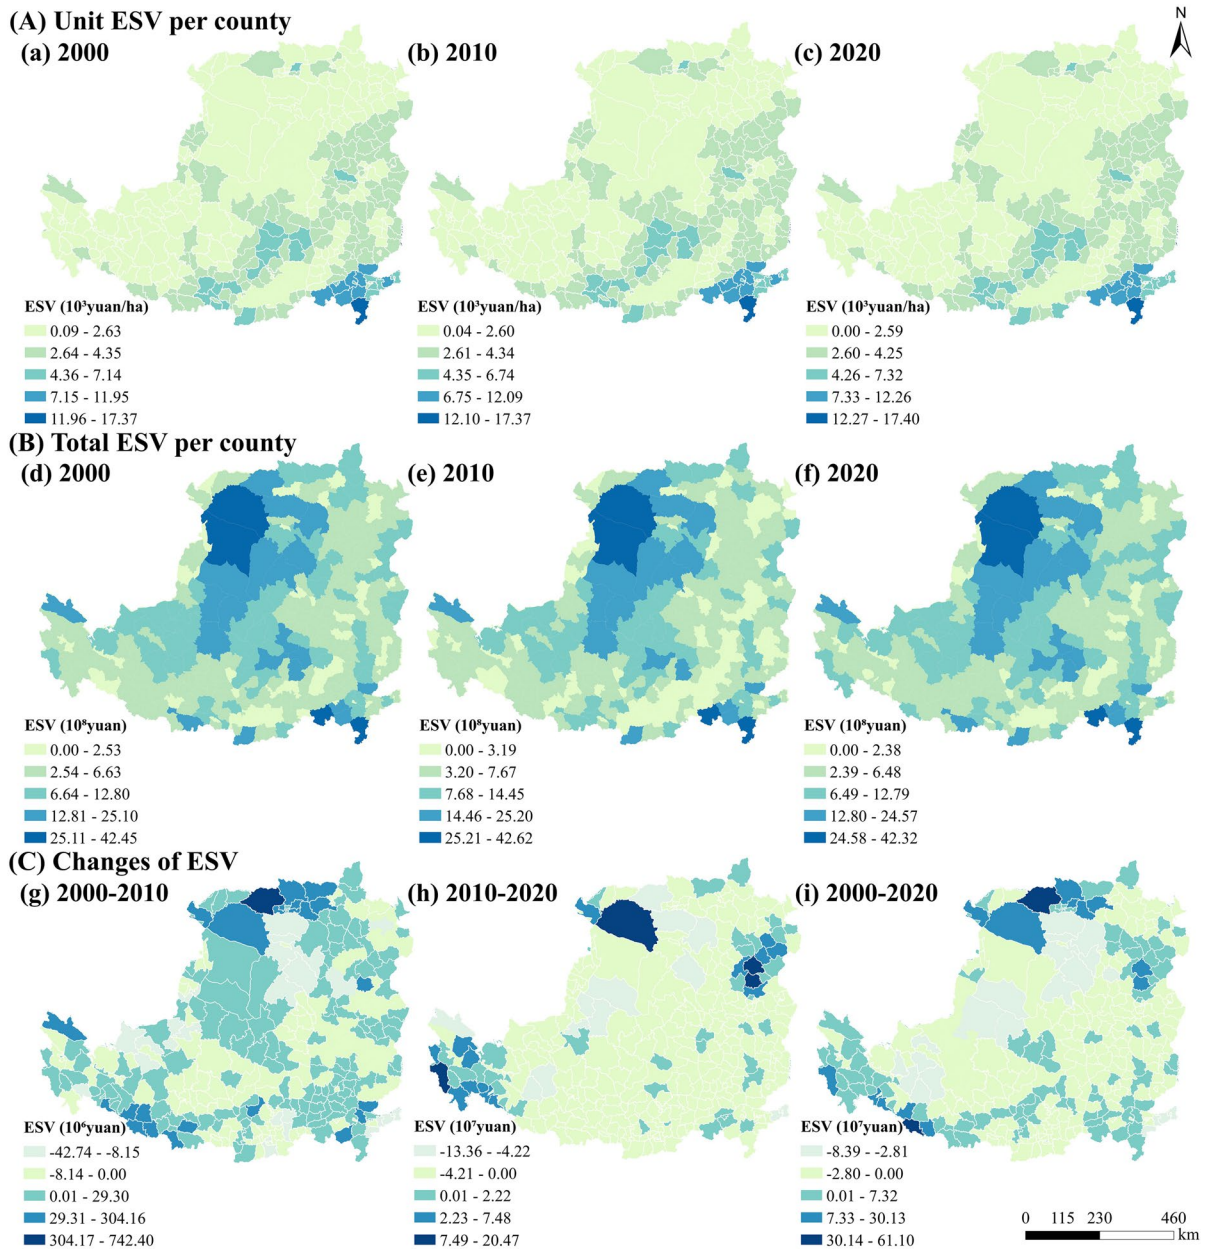 (A) Unit ESV per county
N
(a) 2000
(b) 2010
(c) 2020
ESV (10³yuan/ha)
0.09 - 2.63
2.64 - 4.35
4.36 - 7.14
7.15 - 11.95
11.96 - 17.37
ESV (10³yuan/ha)
0.04 - 2.60
2.61 - 4.34
4.35 - 6.74
6.75 - 12.09
12.10 - 17.37
ESV (10³yuan/ha)
0.00 - 2.59
2.60 - 4.25
4.26 - 7.32
7.33 - 12.26
12.27 - 17.40
(B) Total ESV per county
(d) 2000
(e) 2010
(f) 2020
ESV (10⁸yuan)
0.00 - 2.53
2.54 - 6.63
6.64 - 12.80
12.81 - 25.10
25.11 - 42.45
ESV (10⁸yuan)
0.00 - 3.19
3.20 - 7.67
7.68 - 14.45
14.46 - 25.20
25.21 - 42.62
ESV (10⁸yuan)
0.00 - 2.38
2.39 - 6.48
6.49 - 12.79
12.80 - 24.57
24.58 - 42.32
(C) Changes of ESV
(g) 2000-2010
(h) 2010-2020
(i) 2000-2020
ESV (10⁶yuan)
-42.74 - -8.15
-8.14 - 0.00
0.01 - 29.30
29.31 - 304.16
304.17 - 742.40
ESV (10⁷yuan)
-13.36 - -4.22
-4.21 - 0.00
0.01 - 2.22
2.23 - 7.48
7.49 - 20.47
ESV (10⁷yuan)
-8.39 - -2.81
-2.80 - 0.00
0.01 - 7.32
7.33 - 30.13
30.14 - 61.10
0 115 230 460
km